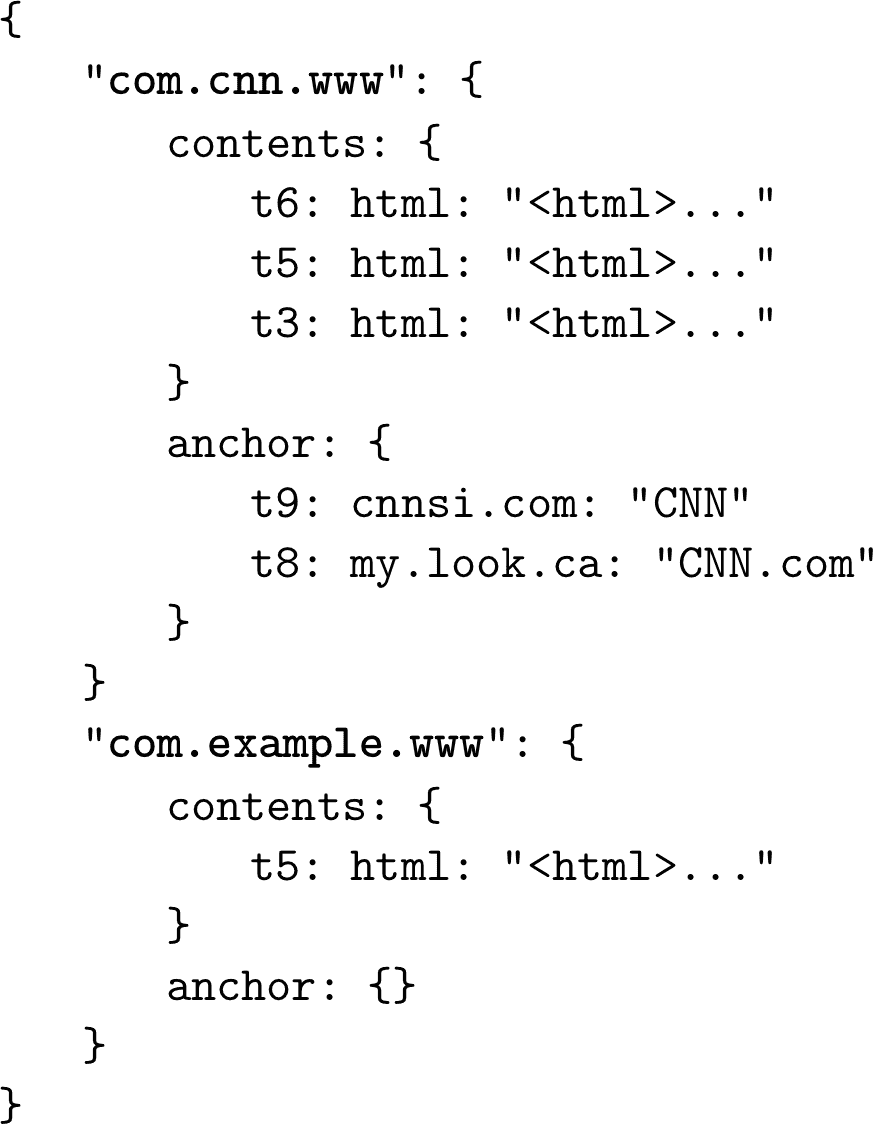 {
    "com.cnn.www": {
        contents: {
            t6: html: "<html>..."
            t5: html: "<html>..."
            t3: html: "<html>..."
        }
        anchor: {
            t9: cnnsi.com: "CNN"
            t8: my.look.ca: "CNN.com"
        }
    }
    "com.example.www": {
        contents: {
            t5: html: "<html>..."
        }
        anchor: {}
    }
}